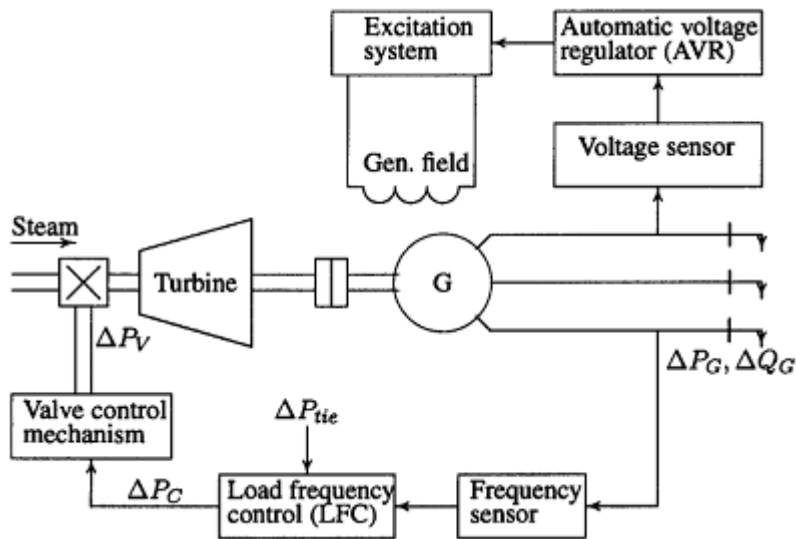 Excitation
system
Automatic voltage
regulator (AVR)
Gen. field
Voltage sensor
Steam
Turbine
G
ΔP_V
ΔP_G, ΔQ_G
Valve control
mechanism
ΔP_tie
ΔP_C
Load frequency
control (LFC)
Frequency
sensor